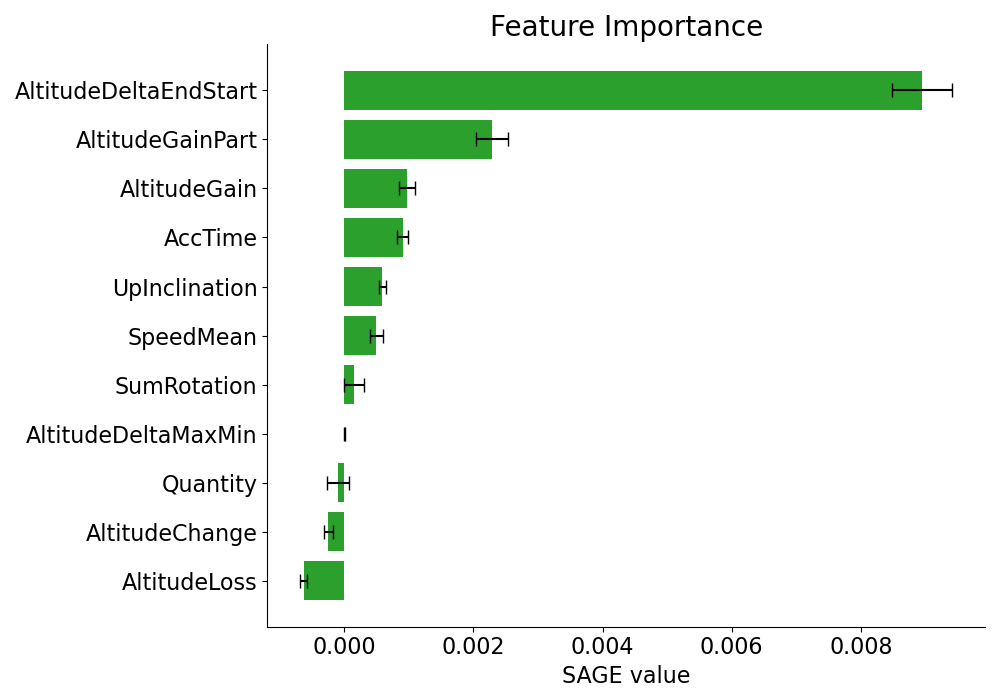 Feature Importance
AltitudeDeltaEndStart
AltitudeGainPart
AltitudeGain
AccTime
UpInclination
SpeedMean
SumRotation
AltitudeDeltaMaxMin
Quantity
AltitudeChange
AltitudeLoss
0.000 0.002 0.004 0.006 0.008
SAGE value